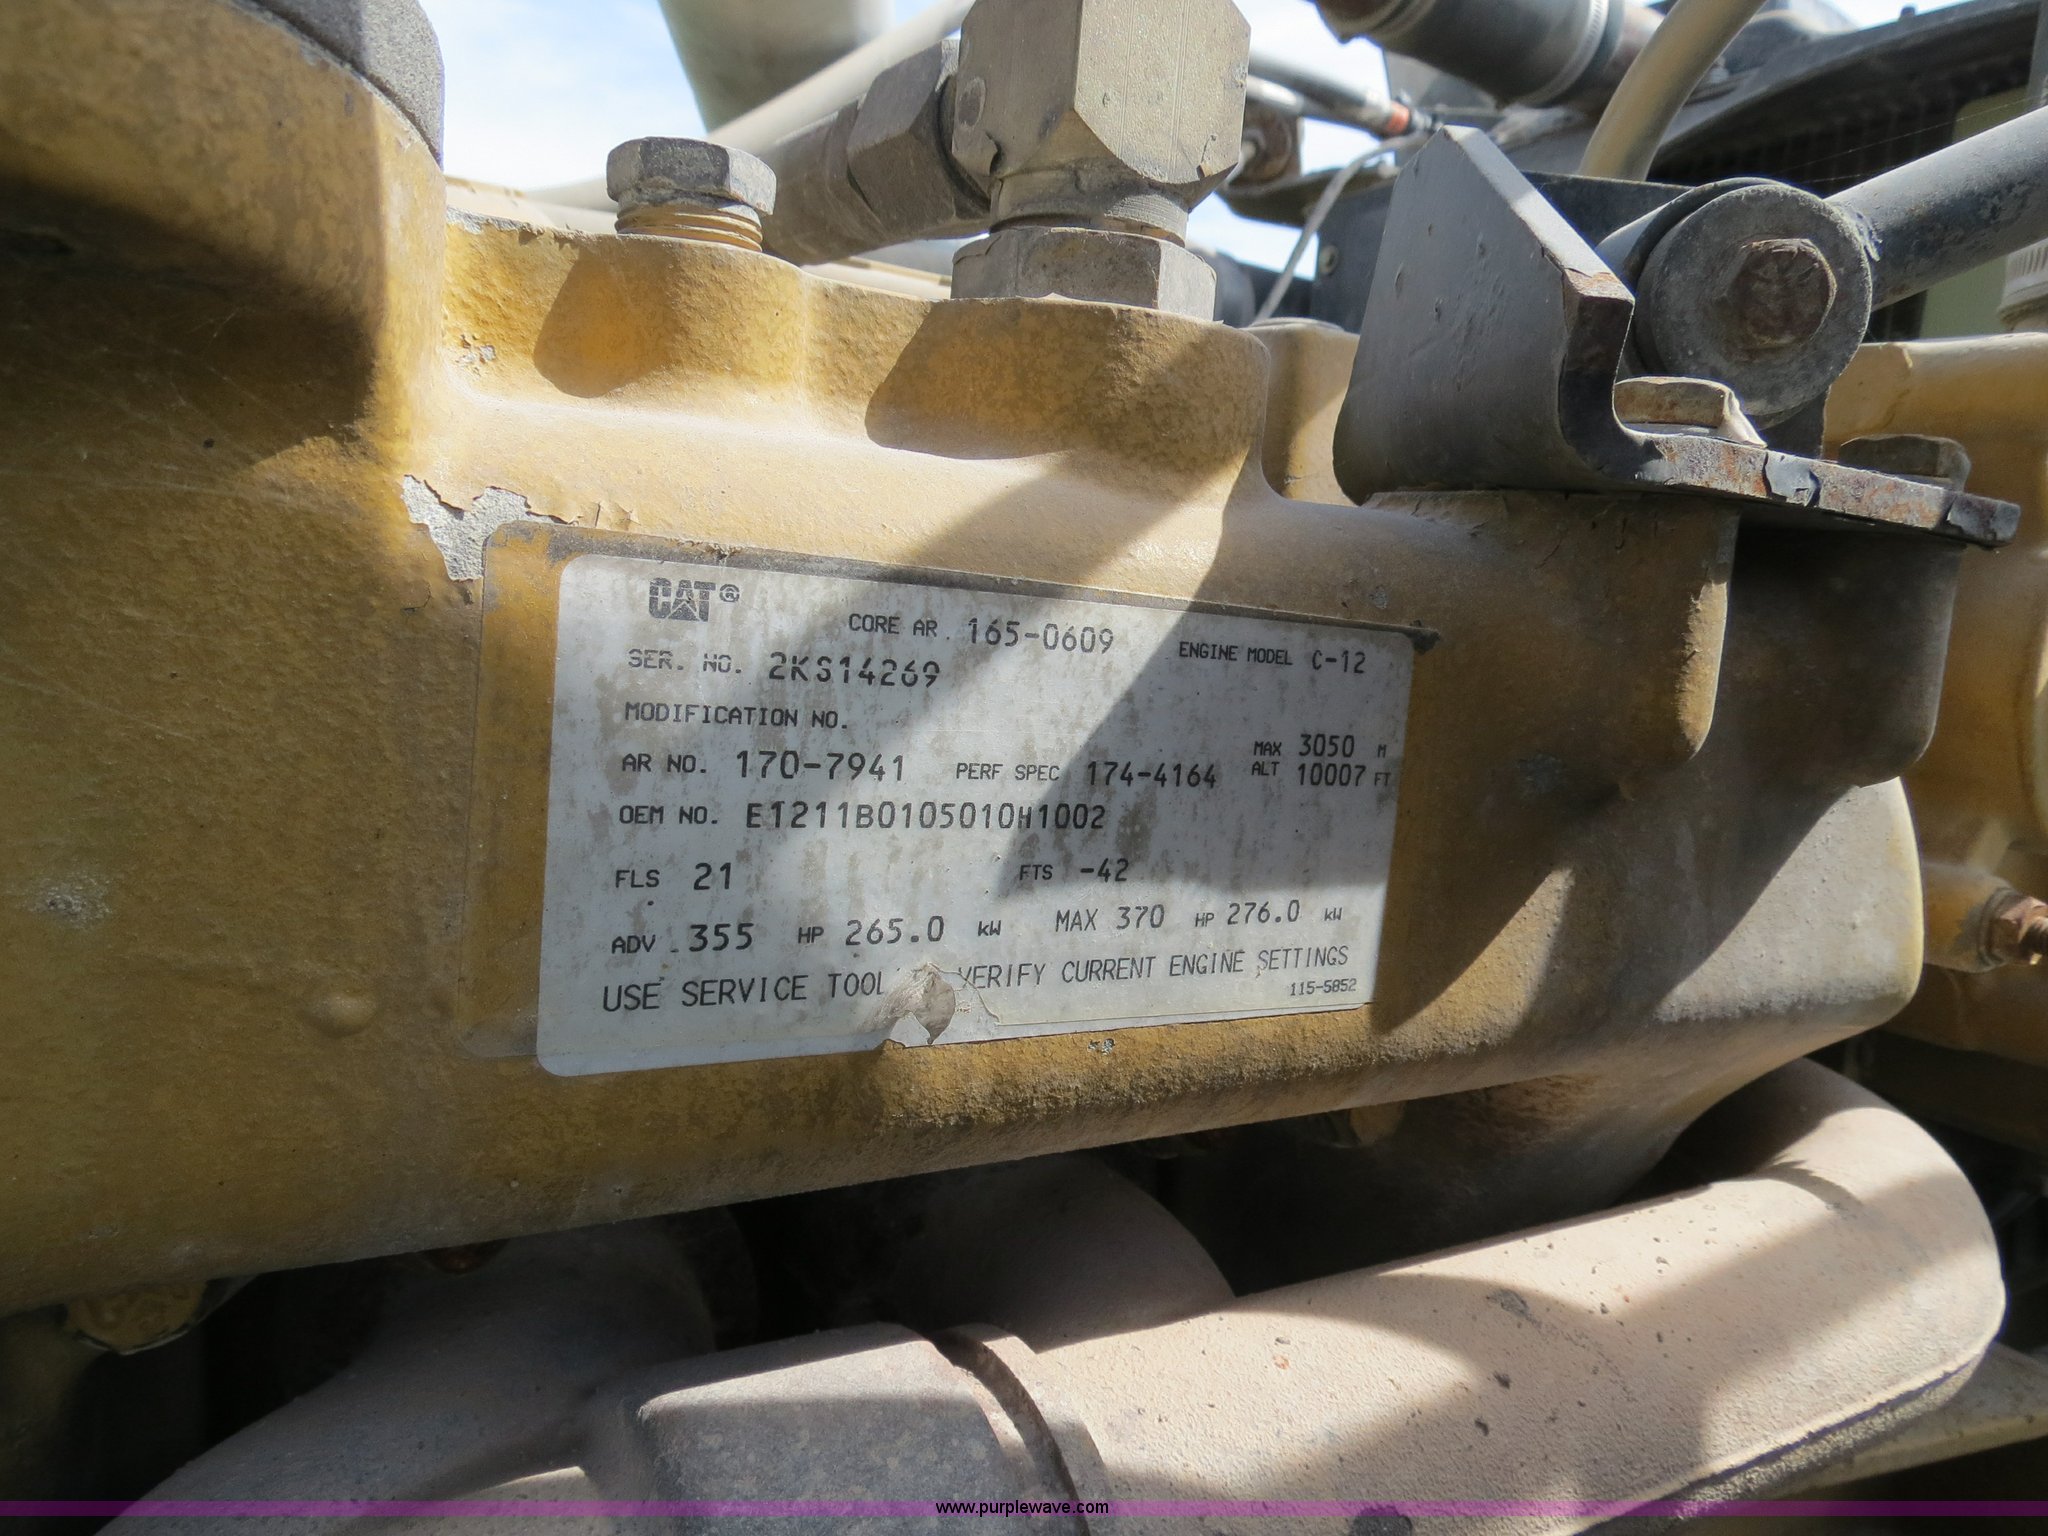 CAT®
CORE AR 165-0609 ENGINE MODEL C-12
SER. NO. 2KS14269
MODIFICATION NO.
AR NO. 170-7941 PERF SPEC 174-4164 MAX ALT 3050 M 10007 FT
OEM NO. E1211B0105010H1002
FLS 21 FTS -42
ADV 355 HP 265.0 kW MAX 370 HP 276.0 kW
USE SERVICE TOOL VERIFY CURRENT ENGINE SETTINGS
115-5852
www.purplewave.com